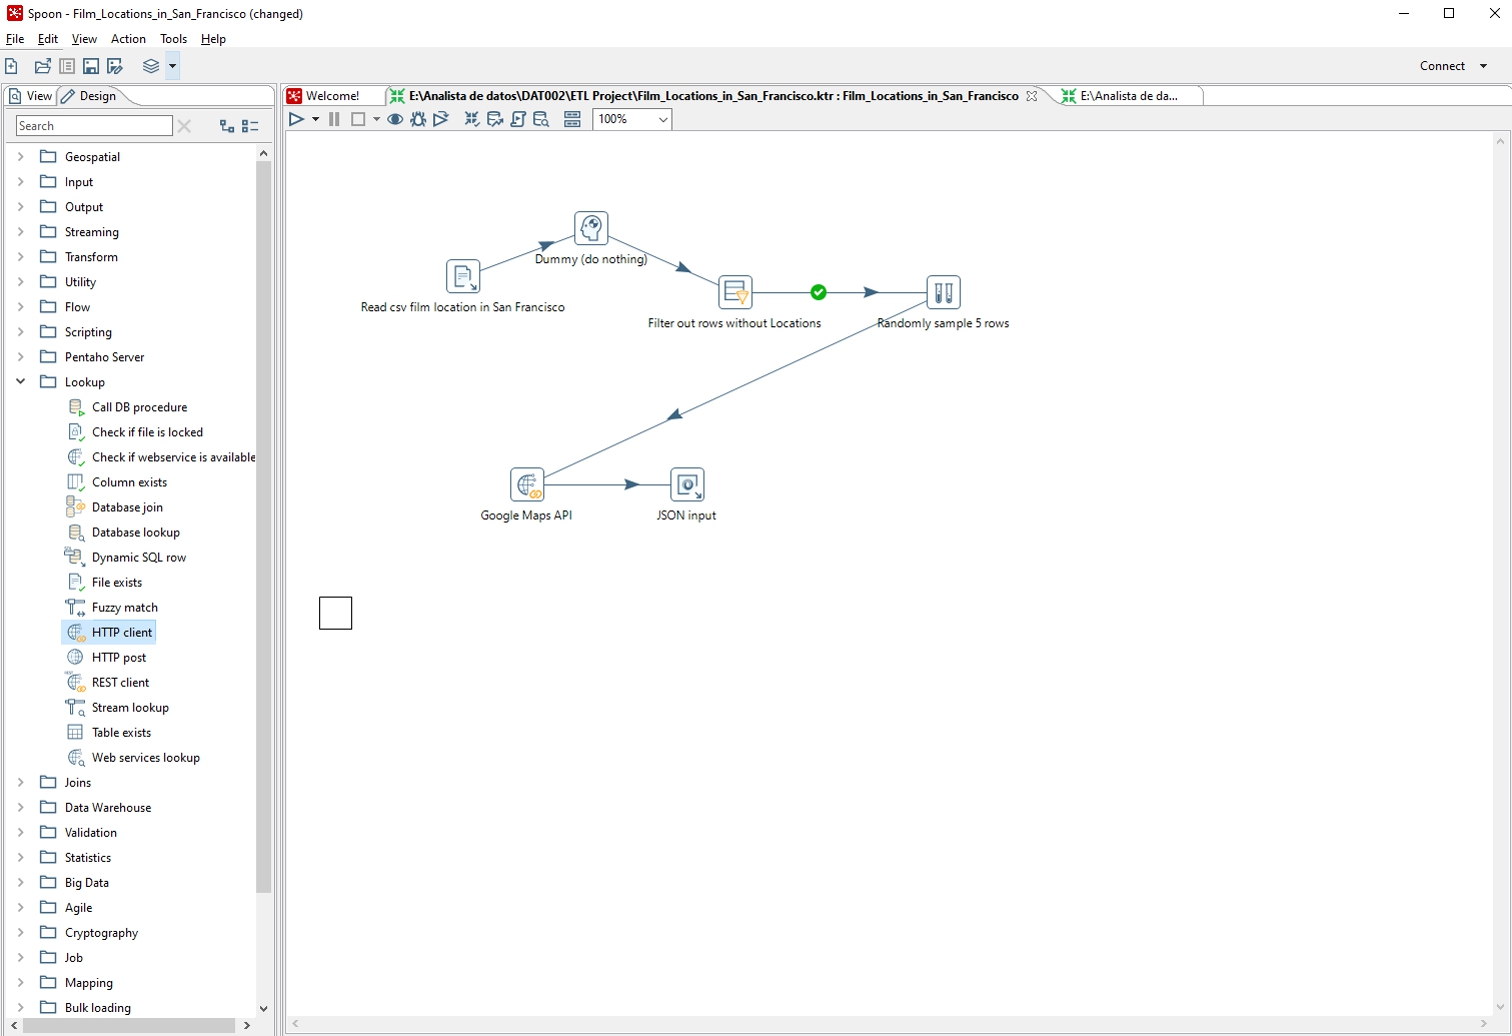 Spoon - Film_Locations_in_San_Francisco (changed)
File Edit View Action Tools Help
Connect
View Design
Welcome! E:\Analista de datos\DAT002\ETL Project\Film_Locations_in_San_Francisco.ktr : Film_Locations_in_San_Francisco E:\Analista de da...
Search
100%
Geospatial
Input
Output
Streaming
Transform
Utility
Flow
Scripting
Pentaho Server
Lookup
Call DB procedure
Check if file is locked
Check if webservice is available
Column exists
Database join
Database lookup
Dynamic SQL row
File exists
Fuzzy match
HTTP client
HTTP post
REST client
Stream lookup
Table exists
Web services lookup
Joins
Data Warehouse
Validation
Statistics
Big Data
Agile
Cryptography
Job
Mapping
Bulk loading
Dummy (do nothing)
Read csv film location in San Francisco
Filter out rows without Locations
Randomly sample 5 rows
Google Maps API
JSON input